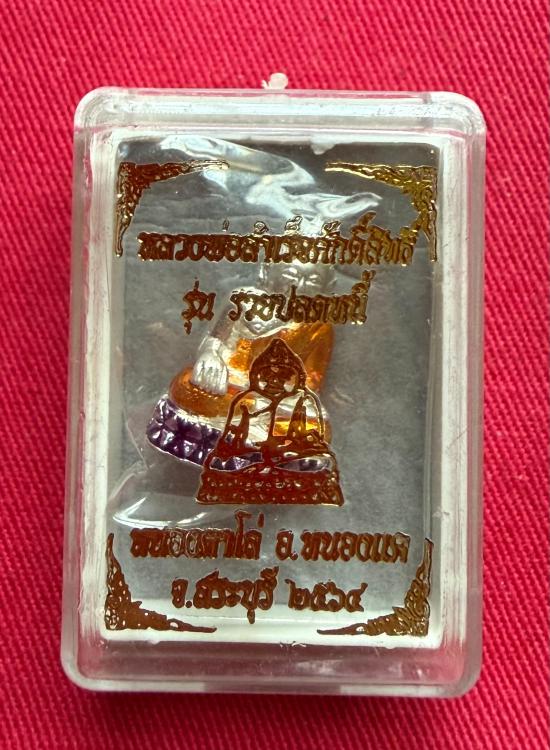 หลวงพ่อสำเร็จศักดิ์สิทธิ์
รุ่น รวยปลดหนี้
หนองตาโล่ อ.หนองแค
จ.สระบุรี ๒๕๖๔